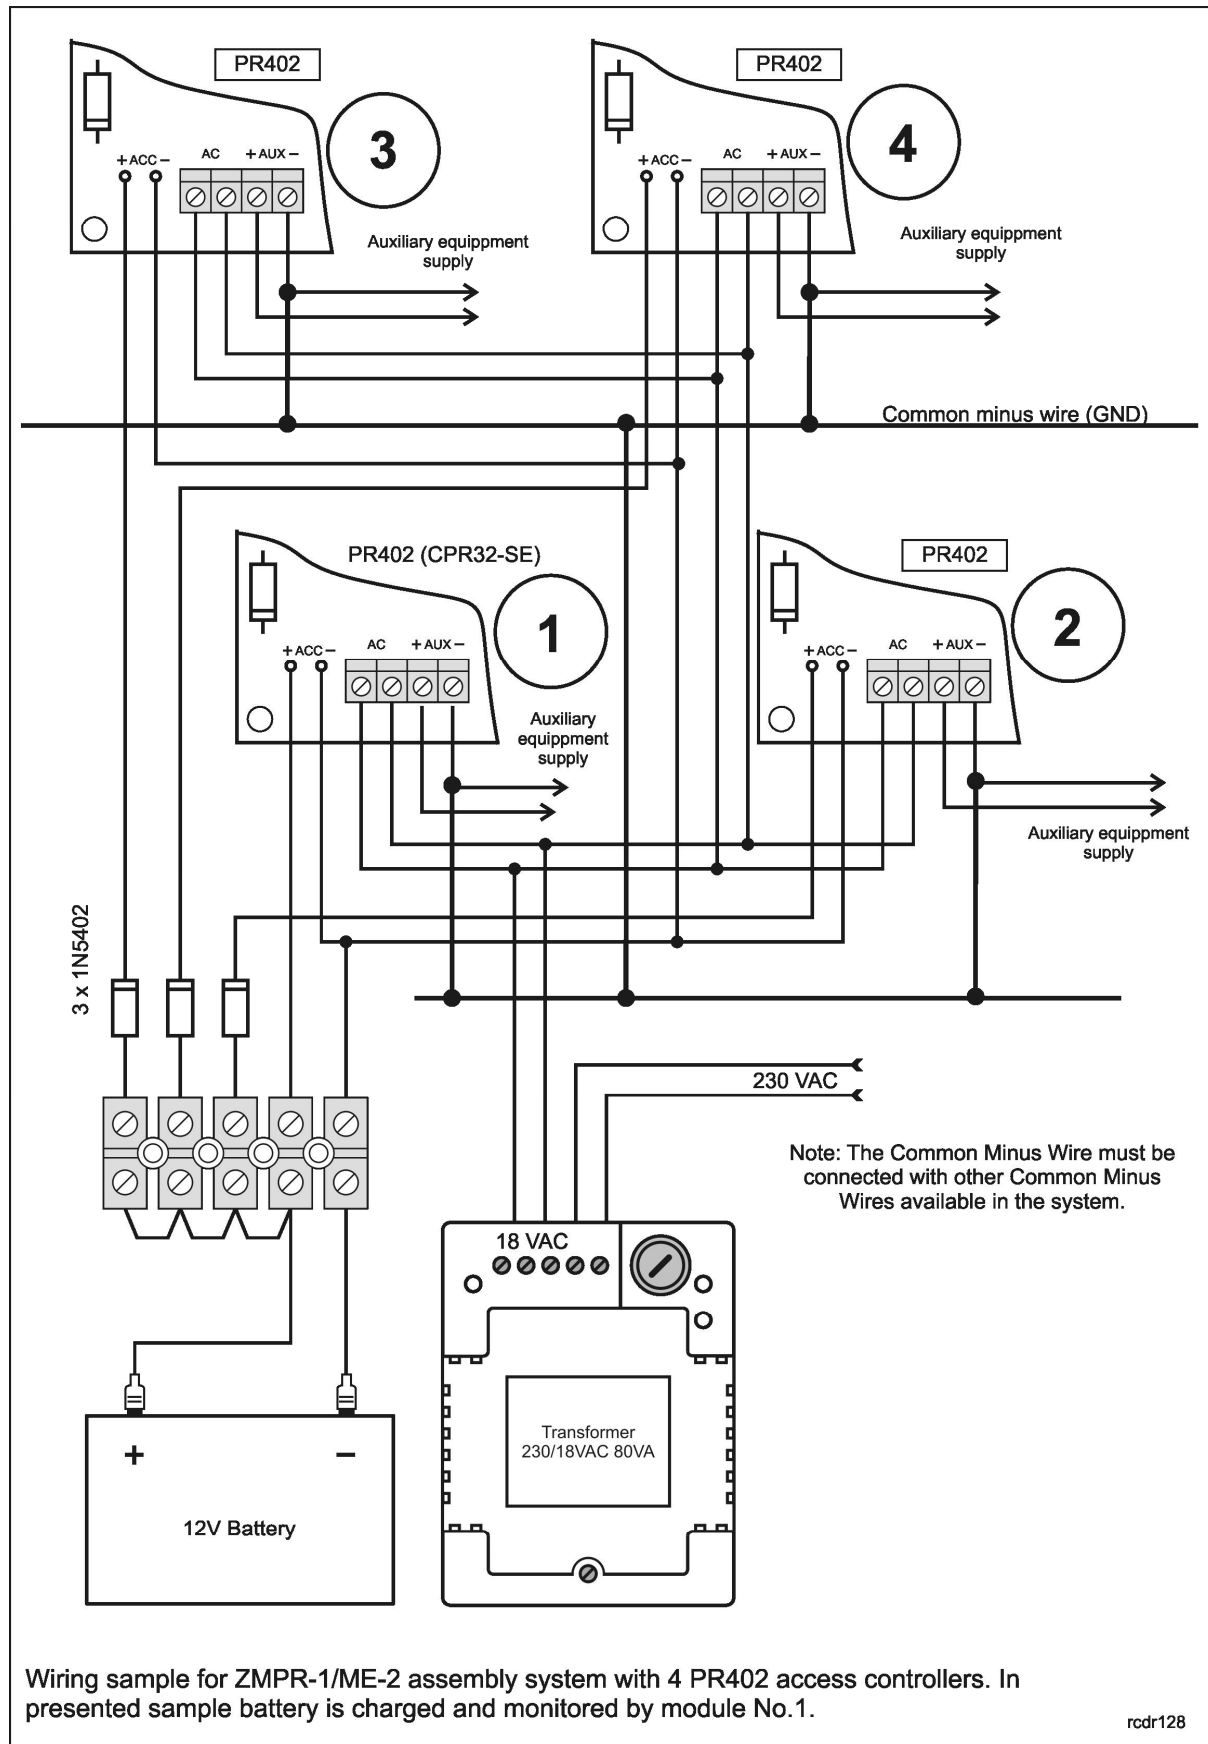 PR402
PR402
3
4
+ ACC −
AC
+ AUX −
+ ACC −
AC
+ AUX −
Auxiliary equippment
supply
Auxiliary equippment
supply
Common minus wire (GND)
PR402 (CPR32-SE)
PR402
1
2
+ ACC −
AC
+ AUX −
+ ACC −
AC
+ AUX −
Auxiliary
equippment
supply
Auxiliary equippment
supply
3 x 1N5402
230 VAC
Note: The Common Minus Wire must be
connected with other Common Minus
Wires available in the system.
18 VAC
Transformer
230/18VAC 80VA
+ −
12V Battery
Wiring sample for ZMPR-1/ME-2 assembly system with 4 PR402 access controllers. In
presented sample battery is charged and monitored by module No.1.
rcdr128